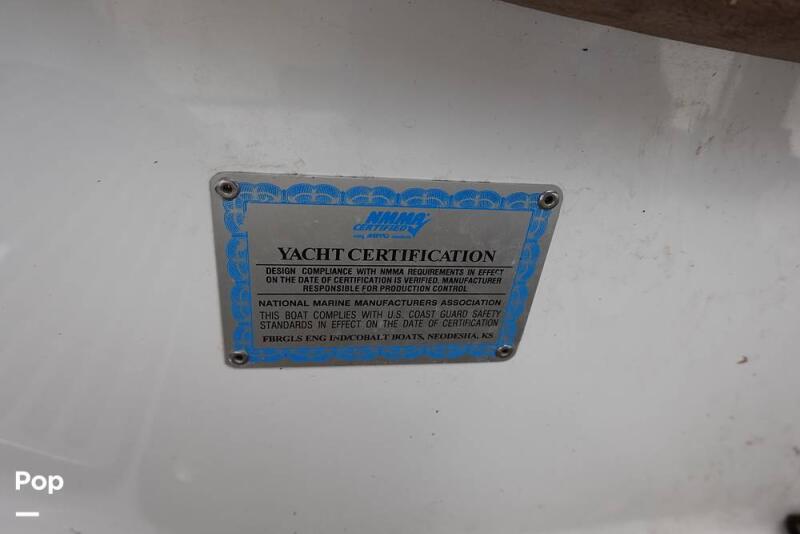 NMMA
CERTIFIED
YACHT CERTIFICATION
DESIGN COMPLIANCE WITH NMMA REQUIREMENTS IN EFFECT
ON THE DATE OF CERTIFICATION IS VERIFIED. MANUFACTURER
RESPONSIBLE FOR PRODUCTION CONTROL
NATIONAL MARINE MANUFACTURERS ASSOCIATION
THIS BOAT COMPLIES WITH U.S. COAST GUARD SAFETY
STANDARDS IN EFFECT ON THE DATE OF CERTIFICATION
FBRGLS ENG IND/COBALT BOATS, NEODESHA, KS
Pop